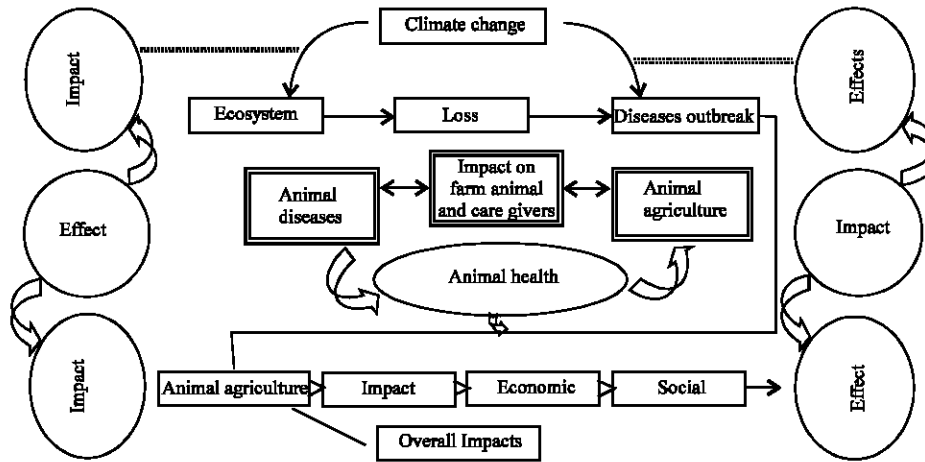 Climate change
Impact
Effects
Ecosystem
Loss
Diseases outbreak
Animal
diseases
Impact on
farm animal
and care givers
Animal
agriculture
Effect
Impact
Animal health
Impact
Animal agriculture
Impact
Economic
Social
Effect
Overall Impacts